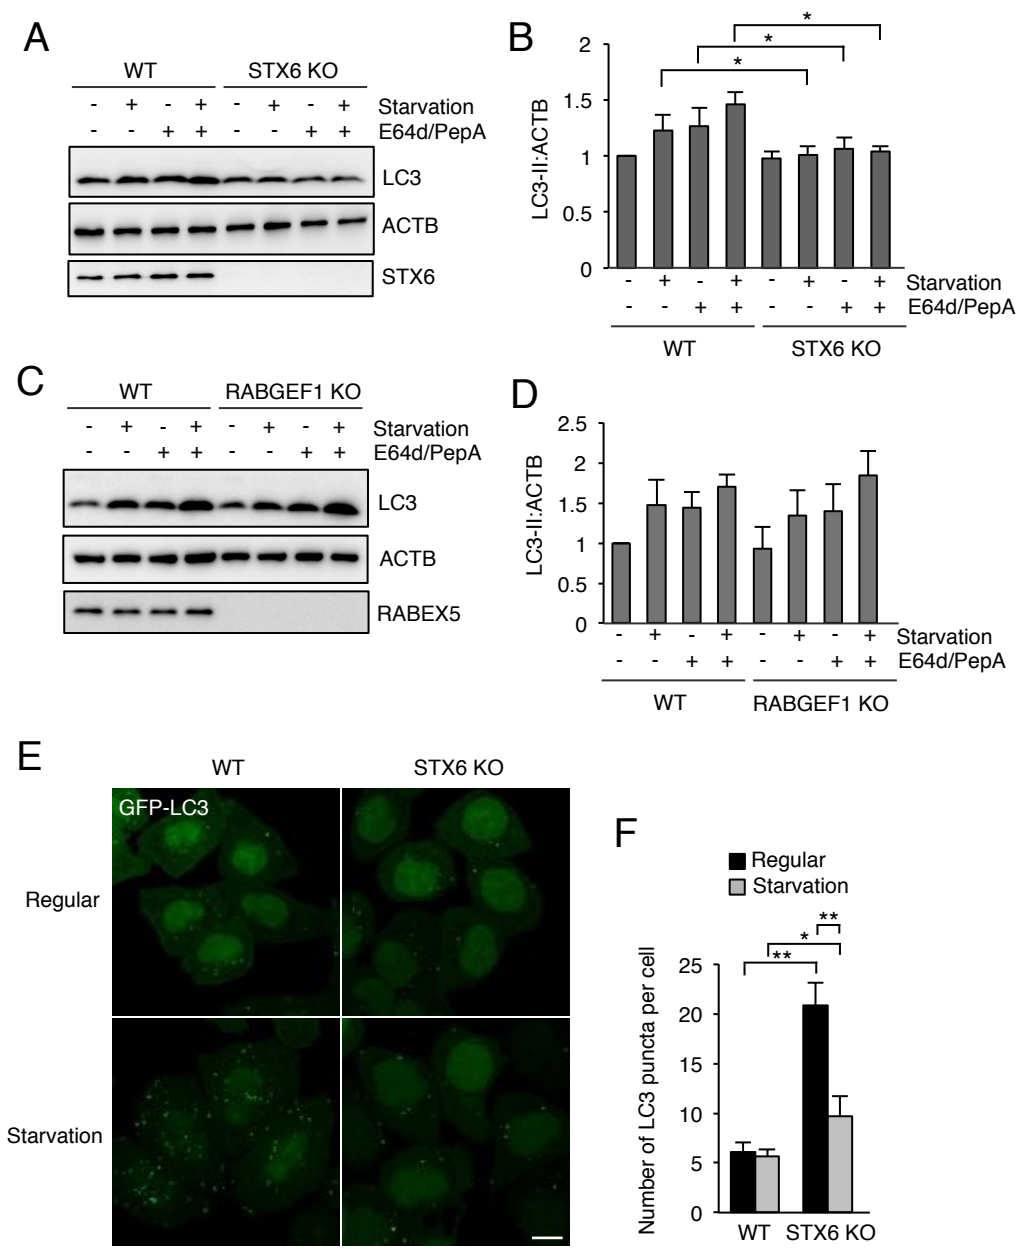 A
WT STX6 KO
- + - + - + - + Starvation
- - + + - - + + E64d/PepA
LC3
ACTB
STX6
B
LC3-II:ACTB
2
1.5
1
0.5
0
*
*
*
- + - + - + - + Starvation
- - + + - - + + E64d/PepA
WT STX6 KO
C
WT RABGEF1 KO
- + - + - + - + Starvation
- - + + - - + + E64d/PepA
LC3
ACTB
RABEX5
D
LC3-II:ACTB
2.5
2
1.5
1
0.5
0
- + - + - + - + Starvation
- - + + - - + + E64d/PepA
WT RABGEF1 KO
E
WT STX6 KO
GFP-LC3
Regular
Starvation
F
Regular
Starvation
**
*
**
Number of LC3 puncta per cell
25
20
15
10
5
0
WT STX6 KO